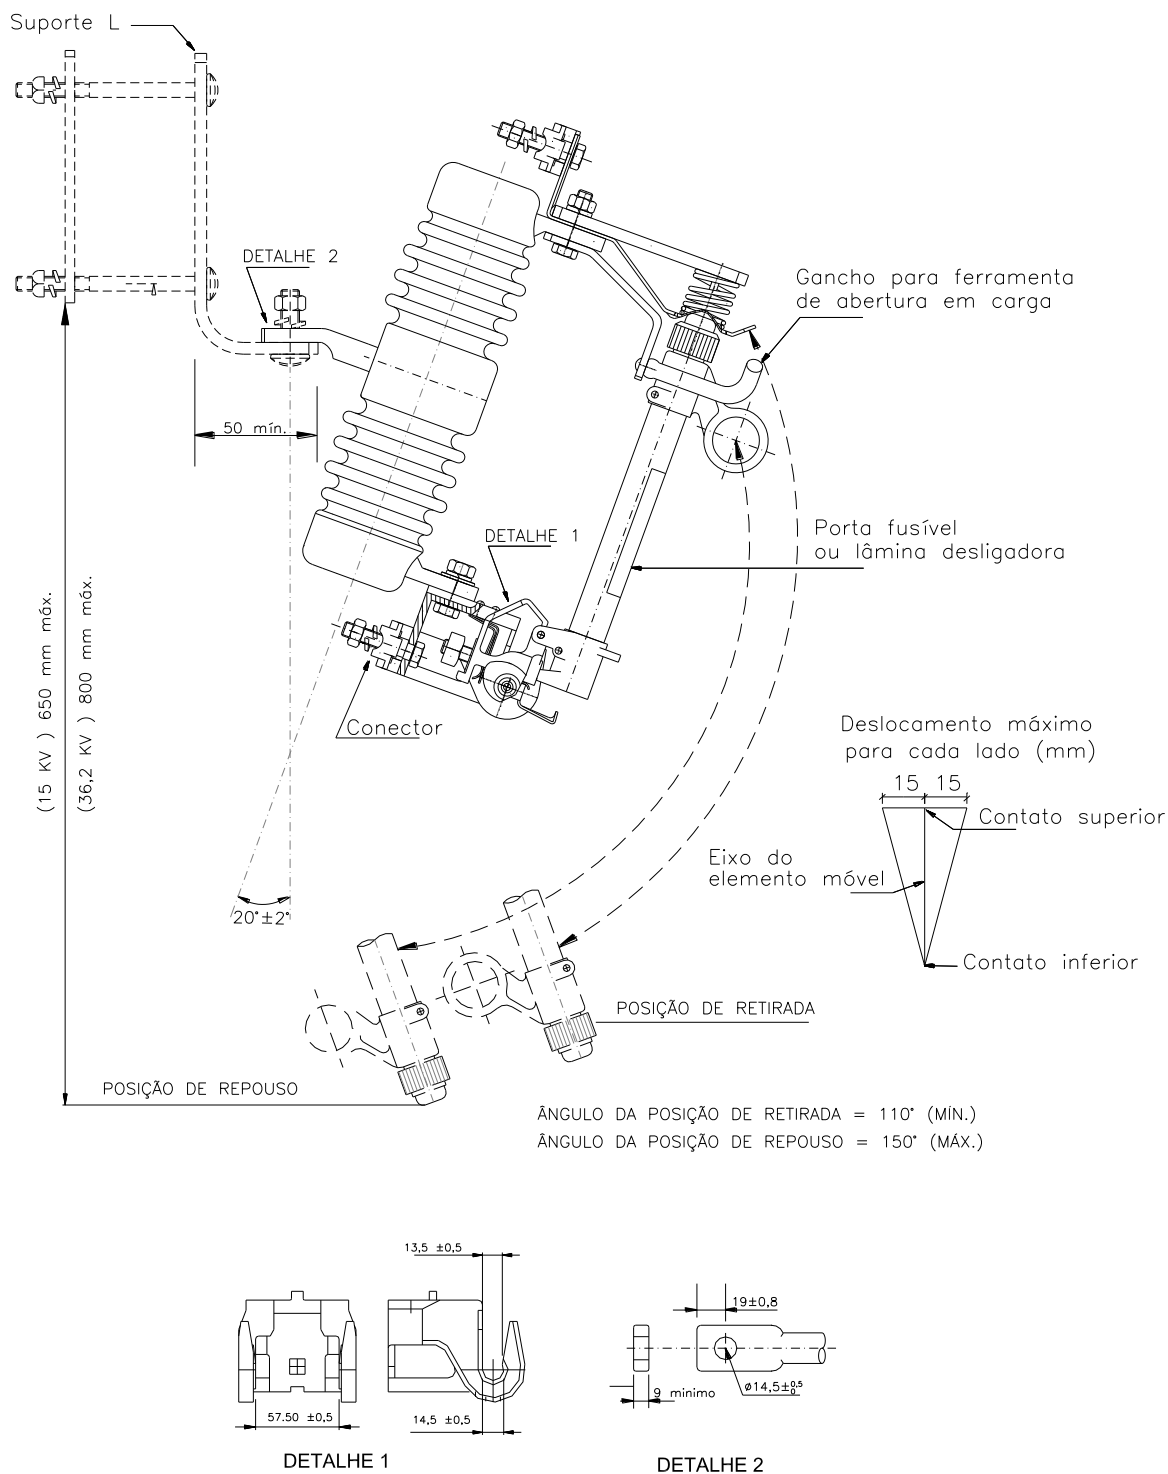 Suporte L
DETALHE 2
Gancho para ferramenta
de abertura em carga
50 mín.
DETALHE 1
Porta fusível
ou lâmina desligadora
(15 KV ) 650 mm máx.
(36,2 KV ) 800 mm máx.
Conector
Deslocamento máximo
para cada lado (mm)
15 15
Contato superior
Eixo do
elemento móvel
20°±2°
Contato inferior
POSIÇÃO DE RETIRADA
POSIÇÃO DE REPOUSO
ÂNGULO DA POSIÇÃO DE RETIRADA = 110° (MÍN.)
ÂNGULO DA POSIÇÃO DE REPOUSO = 150° (MÁX.)
13,5 ±0,5
19±0,8
9 minimo
ø14,5±0,5 0
57.50 ±0,5
14,5 ±0,5
DETALHE 1
DETALHE 2